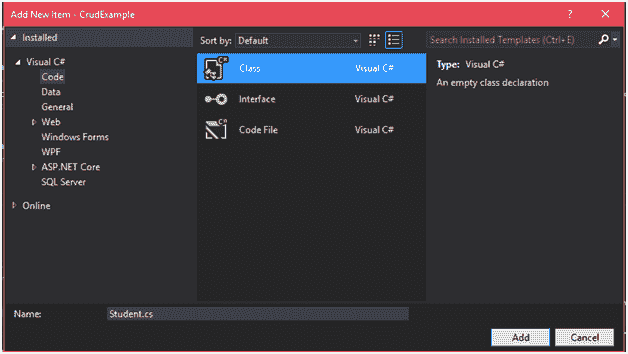 Add New Item - CrudExample
? ×
Installed
Sort by: Default
Search Installed Templates (Ctrl+E)
Visual C#
Code
Data
General
Web
Windows Forms
WPF
ASP.NET Core
SQL Server
Online
C# Class Visual C#
Interface Visual C#
C# Code File Visual C#
Type: Visual C#
An empty class declaration
Name: Student.cs
Add Cancel